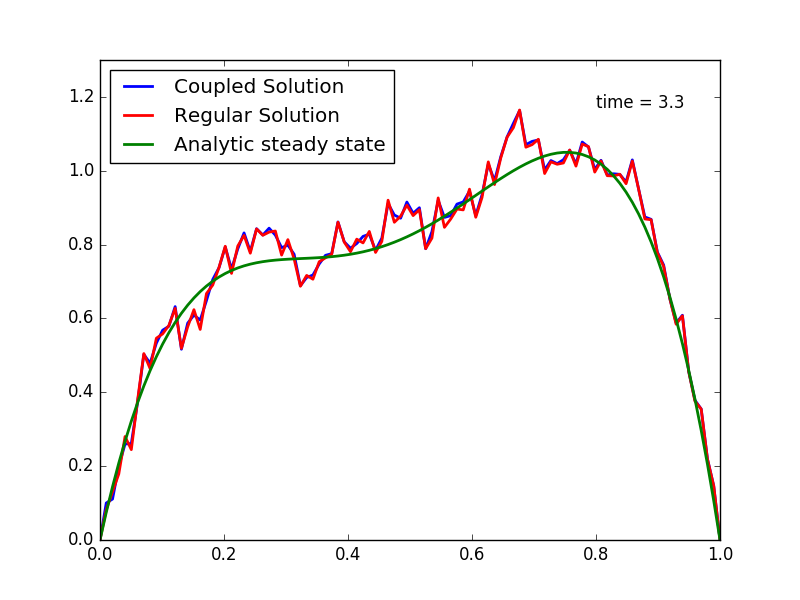 Coupled Solution
Regular Solution
Analytic steady state
time = 3.3
1.2
1.0
0.8
0.6
0.4
0.2
0.0
0.0 0.2 0.4 0.6 0.8 1.0